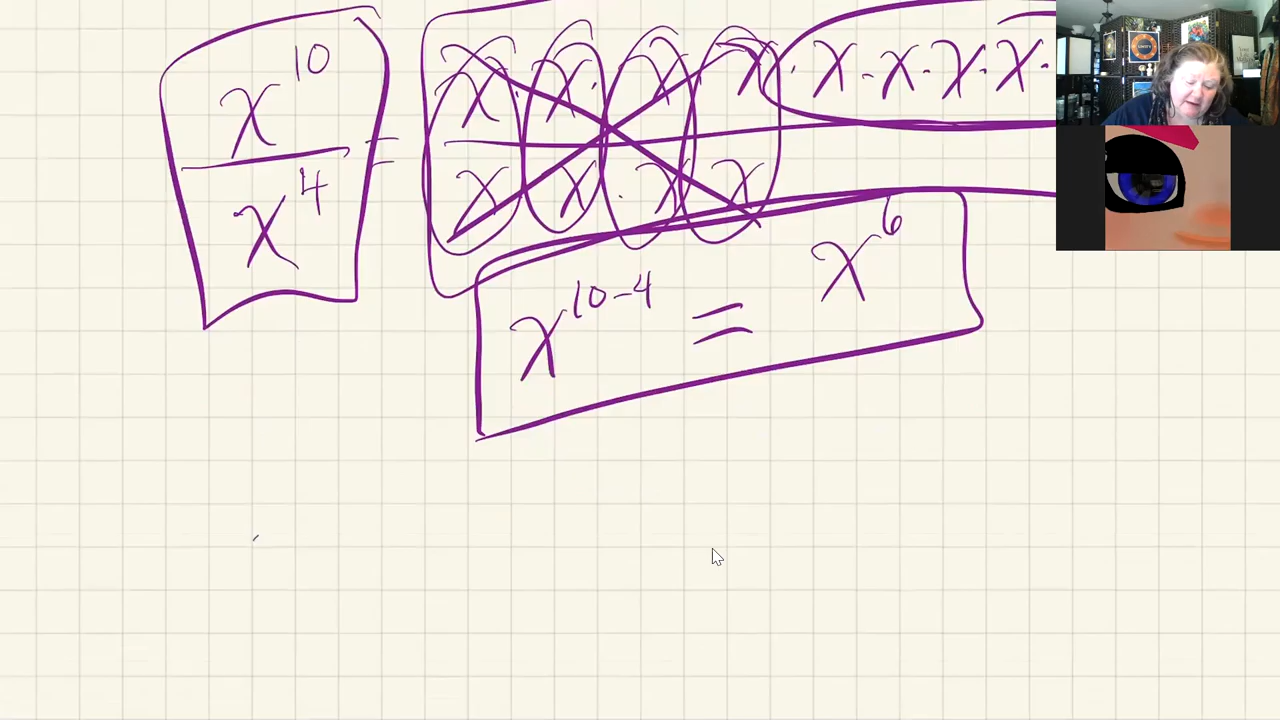 x^10 / x^4 = x · x · x · x · x · x · x · x · x ·
x · x · x · x
x^10-4 = x^6